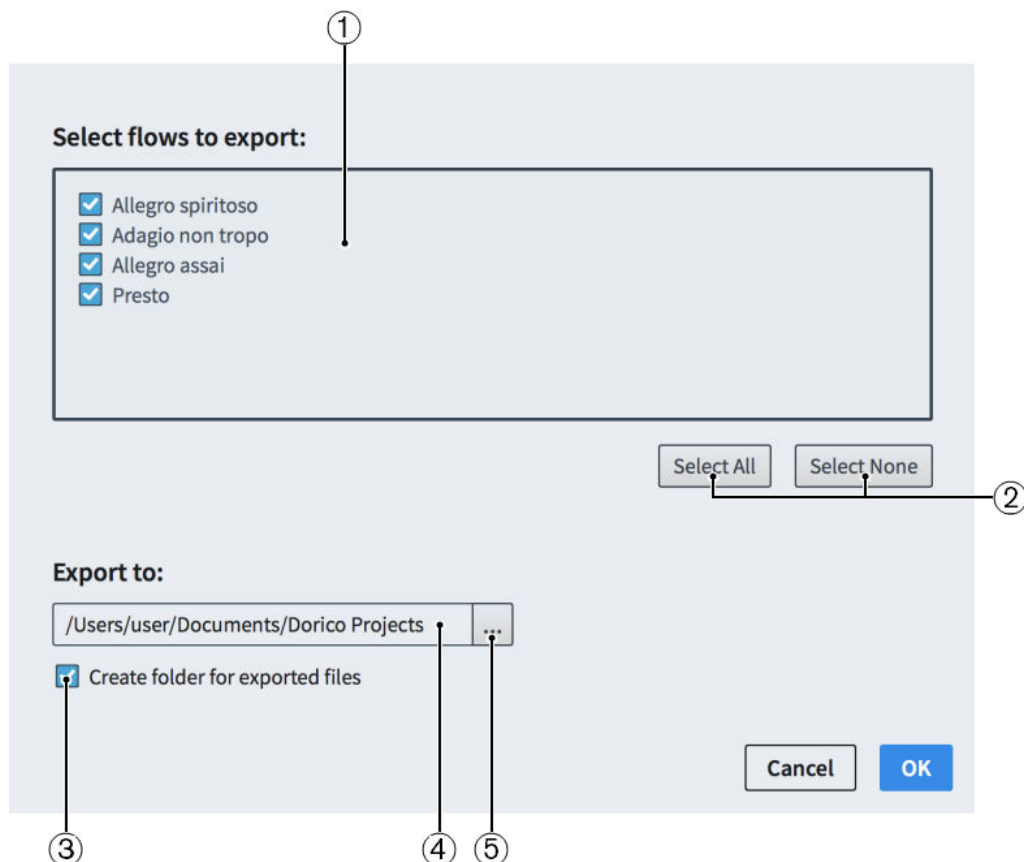 ①
Select flows to export:
Allegro spiritoso
Adagio non tropo
Allegro assai
Presto
Select All Select None
②
Export to:
/Users/user/Documents/Dorico Projects ...
Create folder for exported files
Cancel OK
③ ④ ⑤